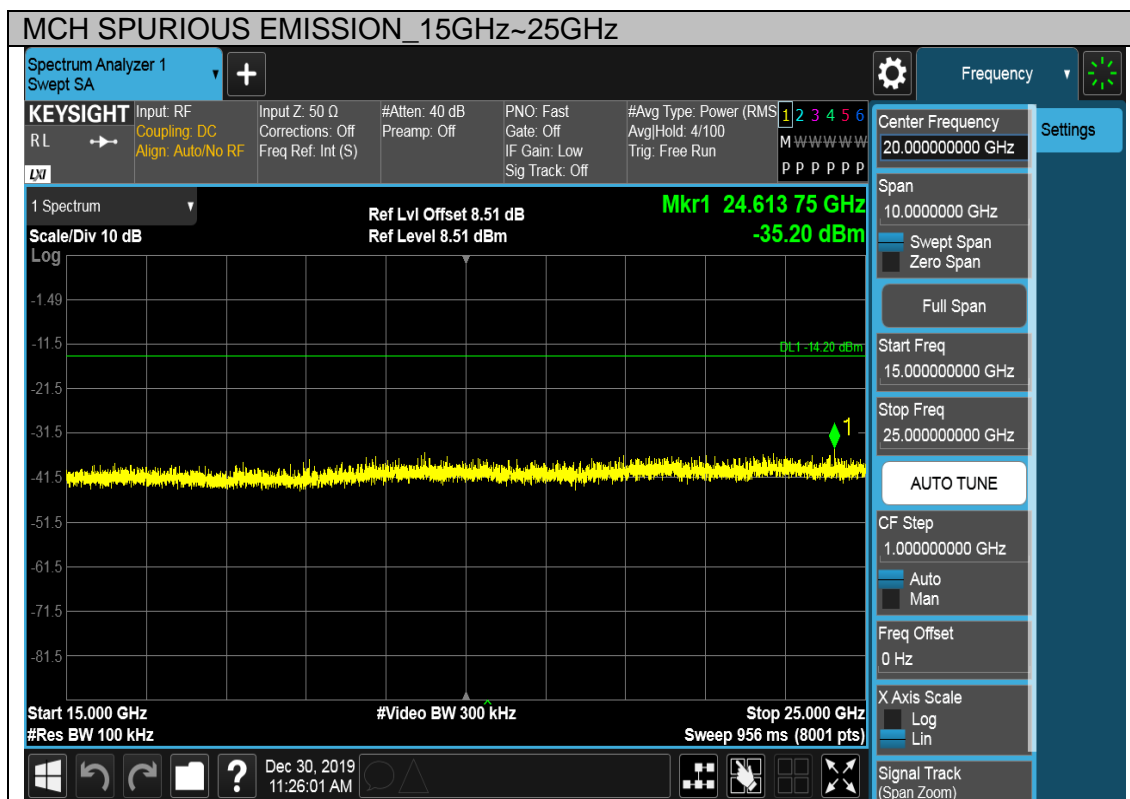 MCH SPURIOUS EMISSION_15GHz~25GHz
Spectrum Analyzer 1
Swept SA
Frequency
KEYSIGHT
RL
LXI
Input: RF
Coupling: DC
Align: Auto/No RF
Input Z: 50 Ω
Corrections: Off
Freq Ref: Int (S)
#Atten: 40 dB
Preamp: Off
PNO: Fast
Gate: Off
IF Gain: Low
Sig Track: Off
#Avg Type: Power (RMS
Avg|Hold: 4/100
Trig: Free Run
1 2 3 4 5 6
M W W W W W
P P P P P P
1 Spectrum
Scale/Div 10 dB
Log
Ref Lvl Offset 8.51 dB
Ref Level 8.51 dBm
Mkr1 24.613 75 GHz
-35.20 dBm
-1.49
-11.5
DL1 -14.20 dBm
-21.5
-31.5
1
-41.5
-51.5
-61.5
-71.5
-81.5
Start 15.000 GHz
#Video BW 300 kHz
Stop 25.000 GHz
#Res BW 100 kHz
Sweep 956 ms (8001 pts)
?
Dec 30, 2019
11:26:01 AM
Center Frequency
20.000000000 GHz
Settings
Span
10.0000000 GHz
Swept Span
Zero Span
Full Span
Start Freq
15.000000000 GHz
Stop Freq
25.000000000 GHz
AUTO TUNE
CF Step
1.000000000 GHz
Auto
Man
Freq Offset
0 Hz
X Axis Scale
Log
Lin
Signal Track
(Span Zoom)